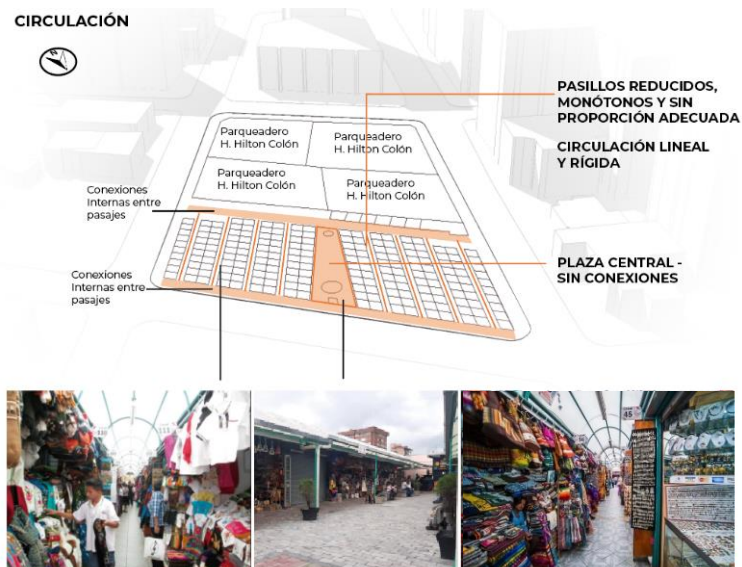 CIRCULACIÓN
N
PASILLOS REDUCIDOS,
MONÓTONOS Y SIN
PROPORCIÓN ADECUADA
CIRCULACIÓN LINEAL
Y RÍGIDA
Parqueadero
H. Hilton Colón
Parqueadero
H. Hilton Colón
Parqueadero
H. Hilton Colón
Parqueadero
H. Hilton Colón
Conexiones
Internas entre
pasajes
PLAZA CENTRAL -
SIN CONEXIONES
Conexiones
Internas entre
pasajes
45